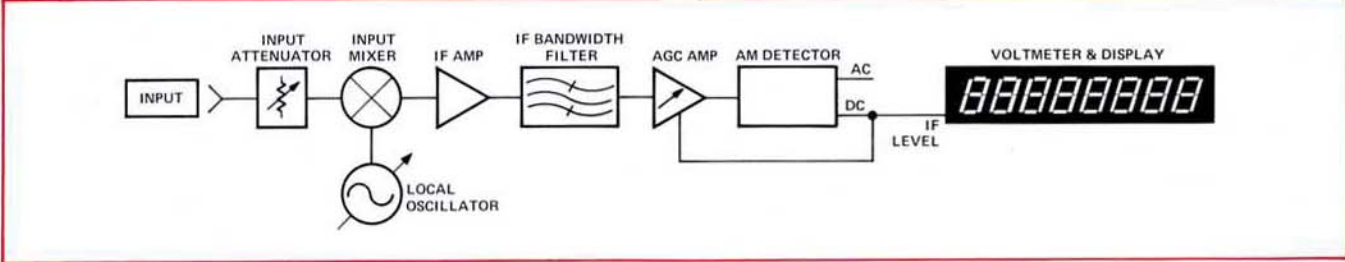 INPUT
INPUT
ATTENUATOR
INPUT
MIXER
IF AMP
IF BANDWIDTH
FILTER
AGC AMP
AM DETECTOR
AC
DC
IF
LEVEL
VOLTMETER & DISPLAY
88888888
LOCAL
OSCILLATOR